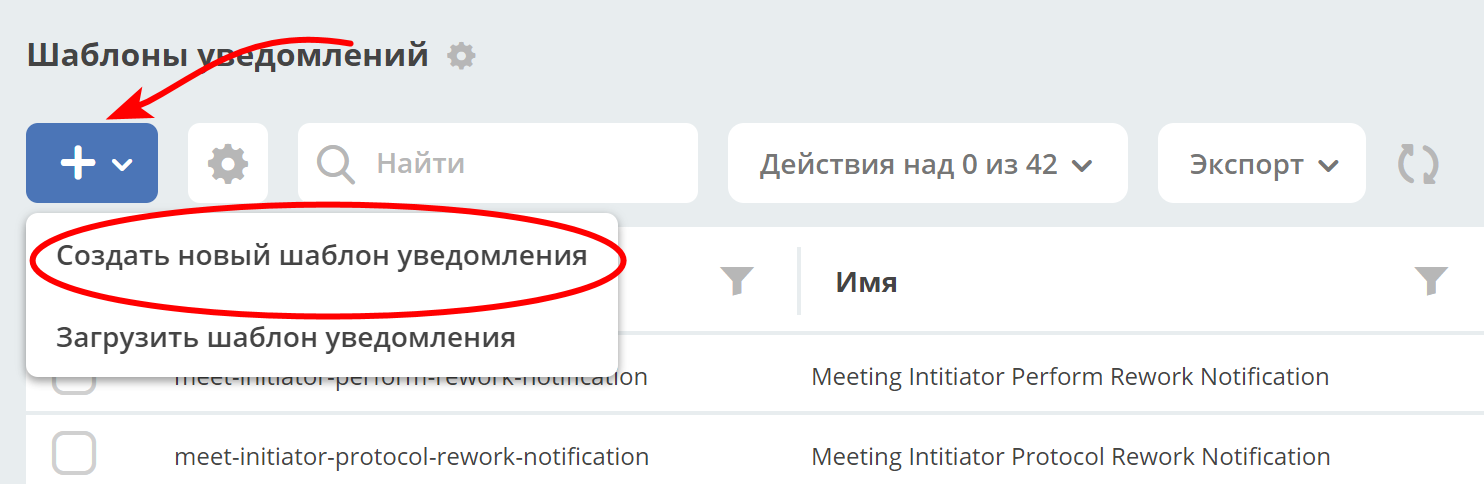 Шаблоны уведомлений
Найти
Действия над 0 из 42
Экспорт
Создать новый шаблон уведомления
Имя
Загрузить шаблон уведомления
meet-initiator-perform-rework-notification
Meeting Intitiator Perform Rework Notification
meet-initiator-protocol-rework-notification
Meeting Intitiator Protocol Rework Notification